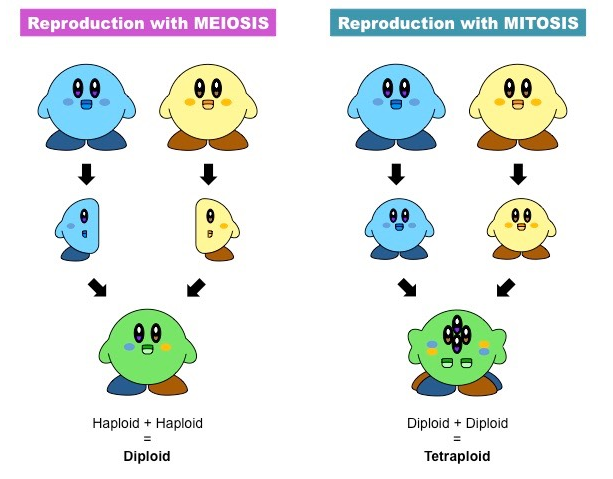 Reproduction with MEIOSIS
Reproduction with MITOSIS
Haploid + Haploid
=
Diploid
Diploid + Diploid
=
Tetraploid